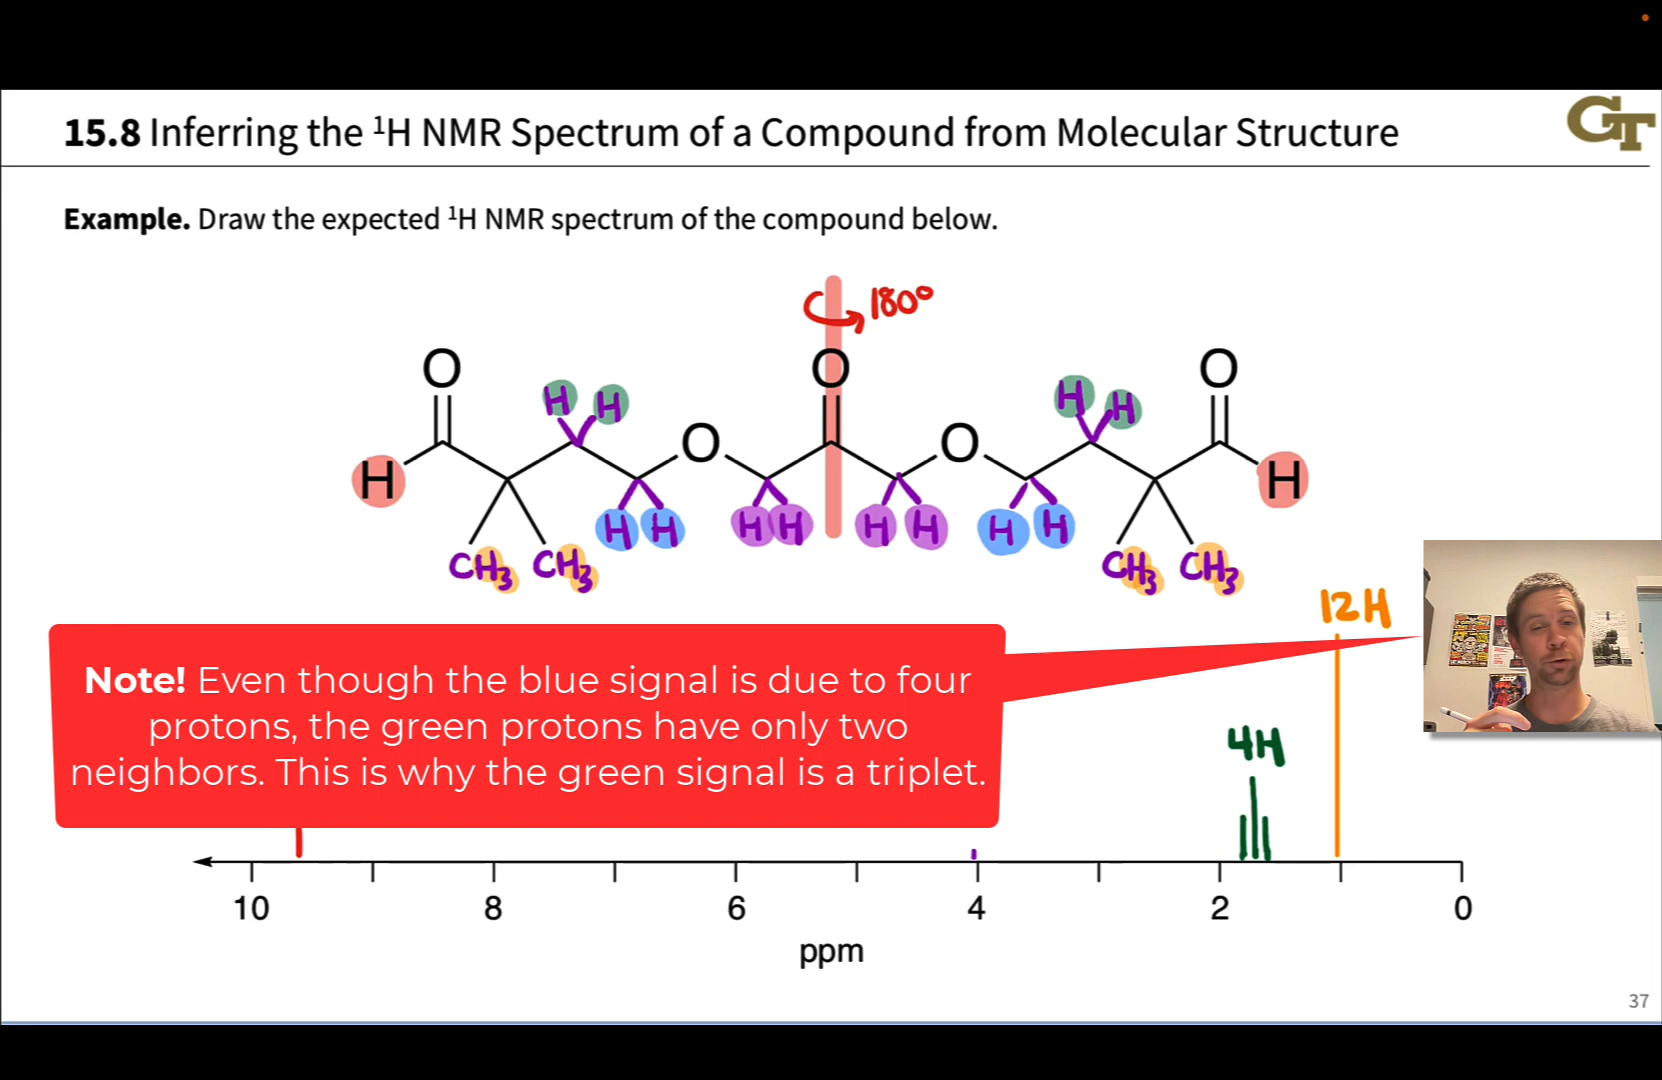 15.8 Inferring the ¹H NMR Spectrum of a Compound from Molecular Structure
GT
Example. Draw the expected ¹H NMR spectrum of the compound below.
180°
O O O
H H H H
O O
H H
H H H H H H H H
CH₃ CH₃ CH₃ CH₃
12H
Note! Even though the blue signal is due to four
protons, the green protons have only two
neighbors. This is why the green signal is a triplet.
4H
10 8 6 4 2 0
ppm
37